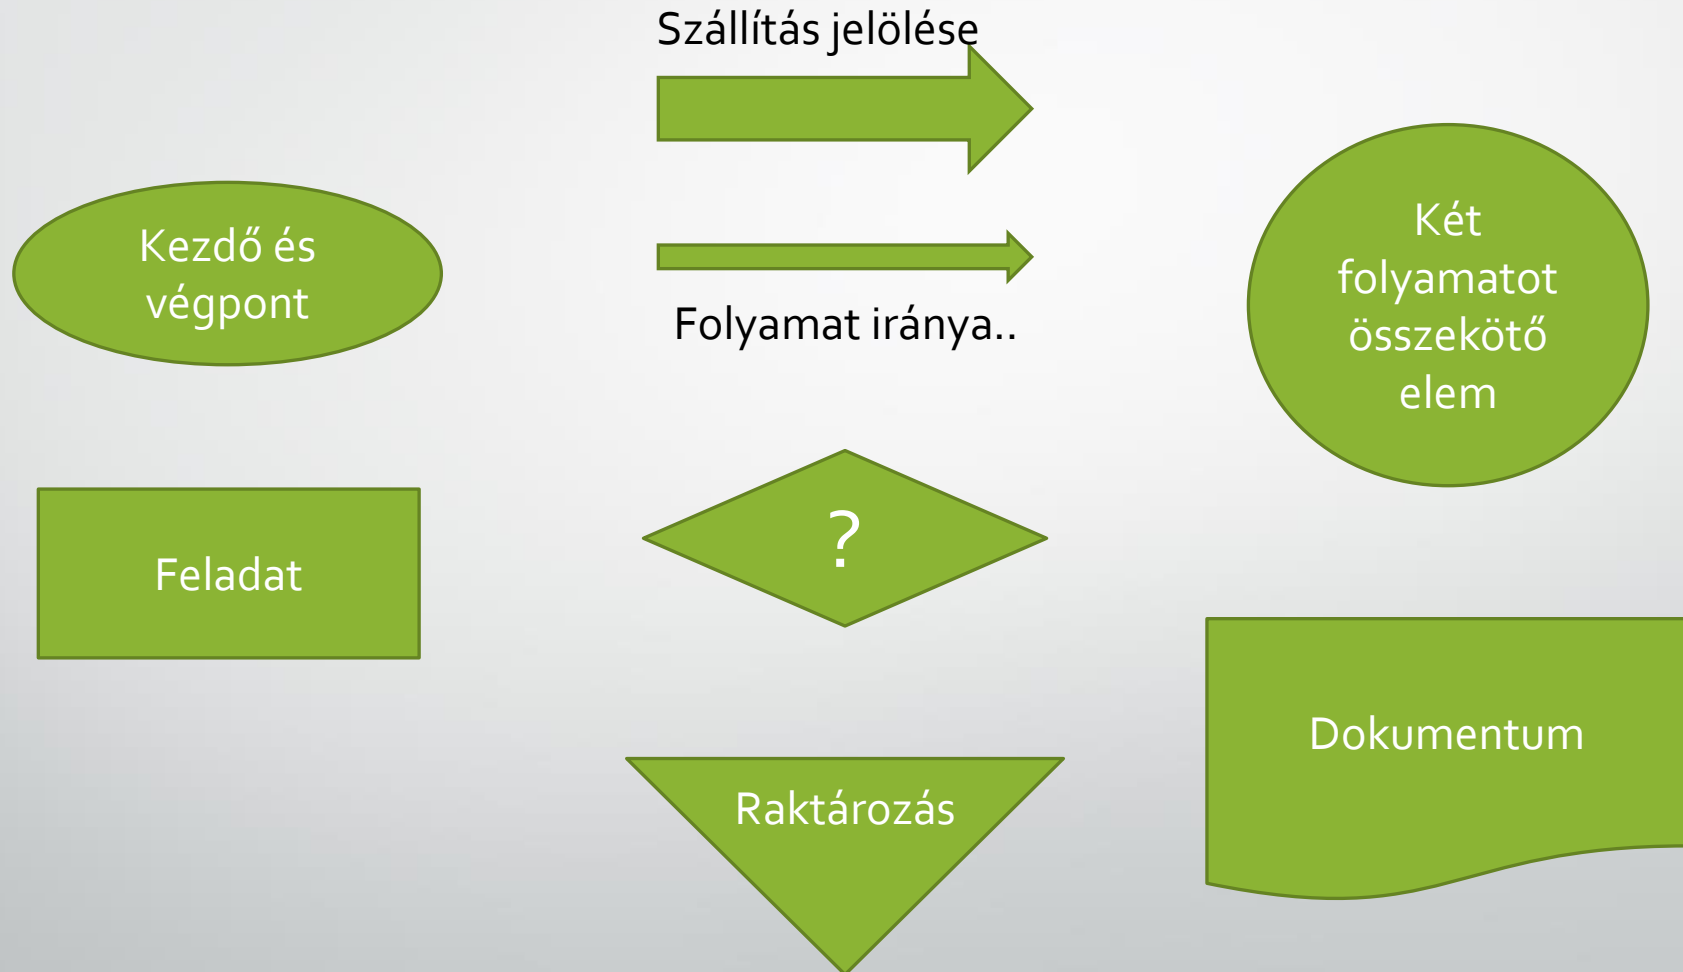 Szállítás jelölése
Kezdő és
végpont
Folyamat iránya..
Két
folyamatot
összekötő
elem
Feladat
?
Dokumentum
Raktározás